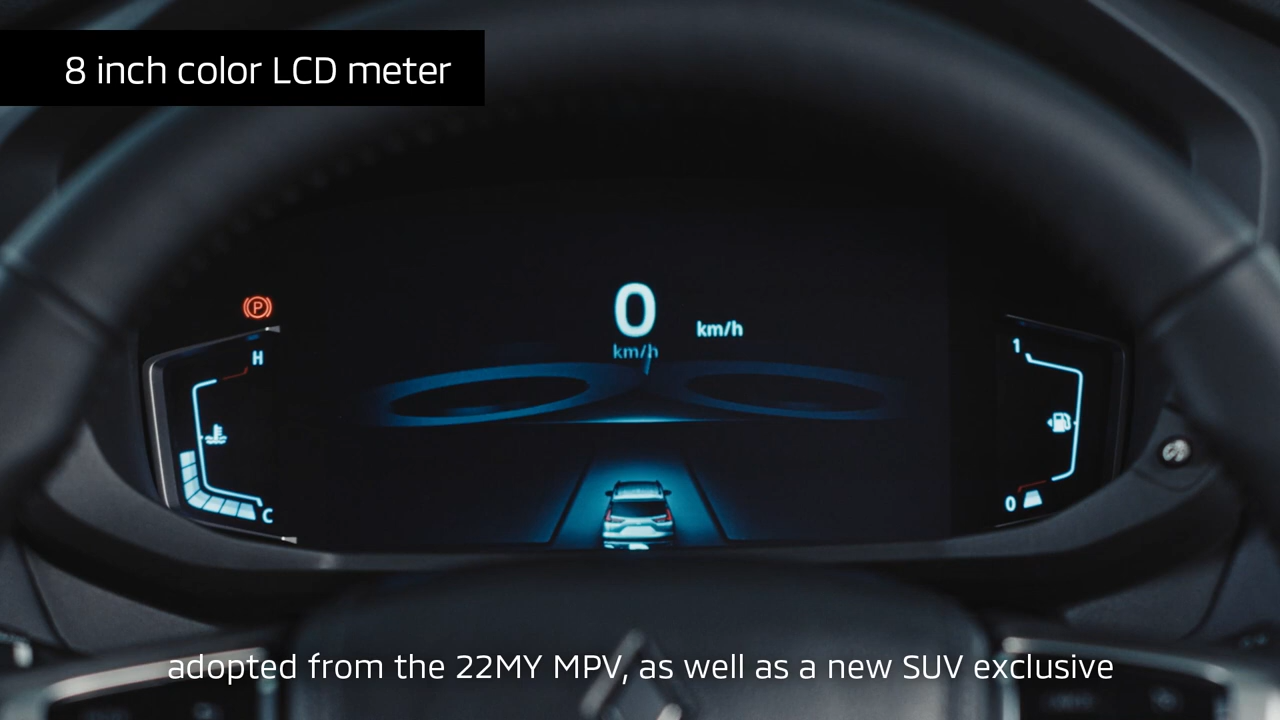 8 inch color LCD meter
P
0
km/h
km/h
H
C
1
0
adopted from the 22MY MPV, as well as a new SUV exclusive